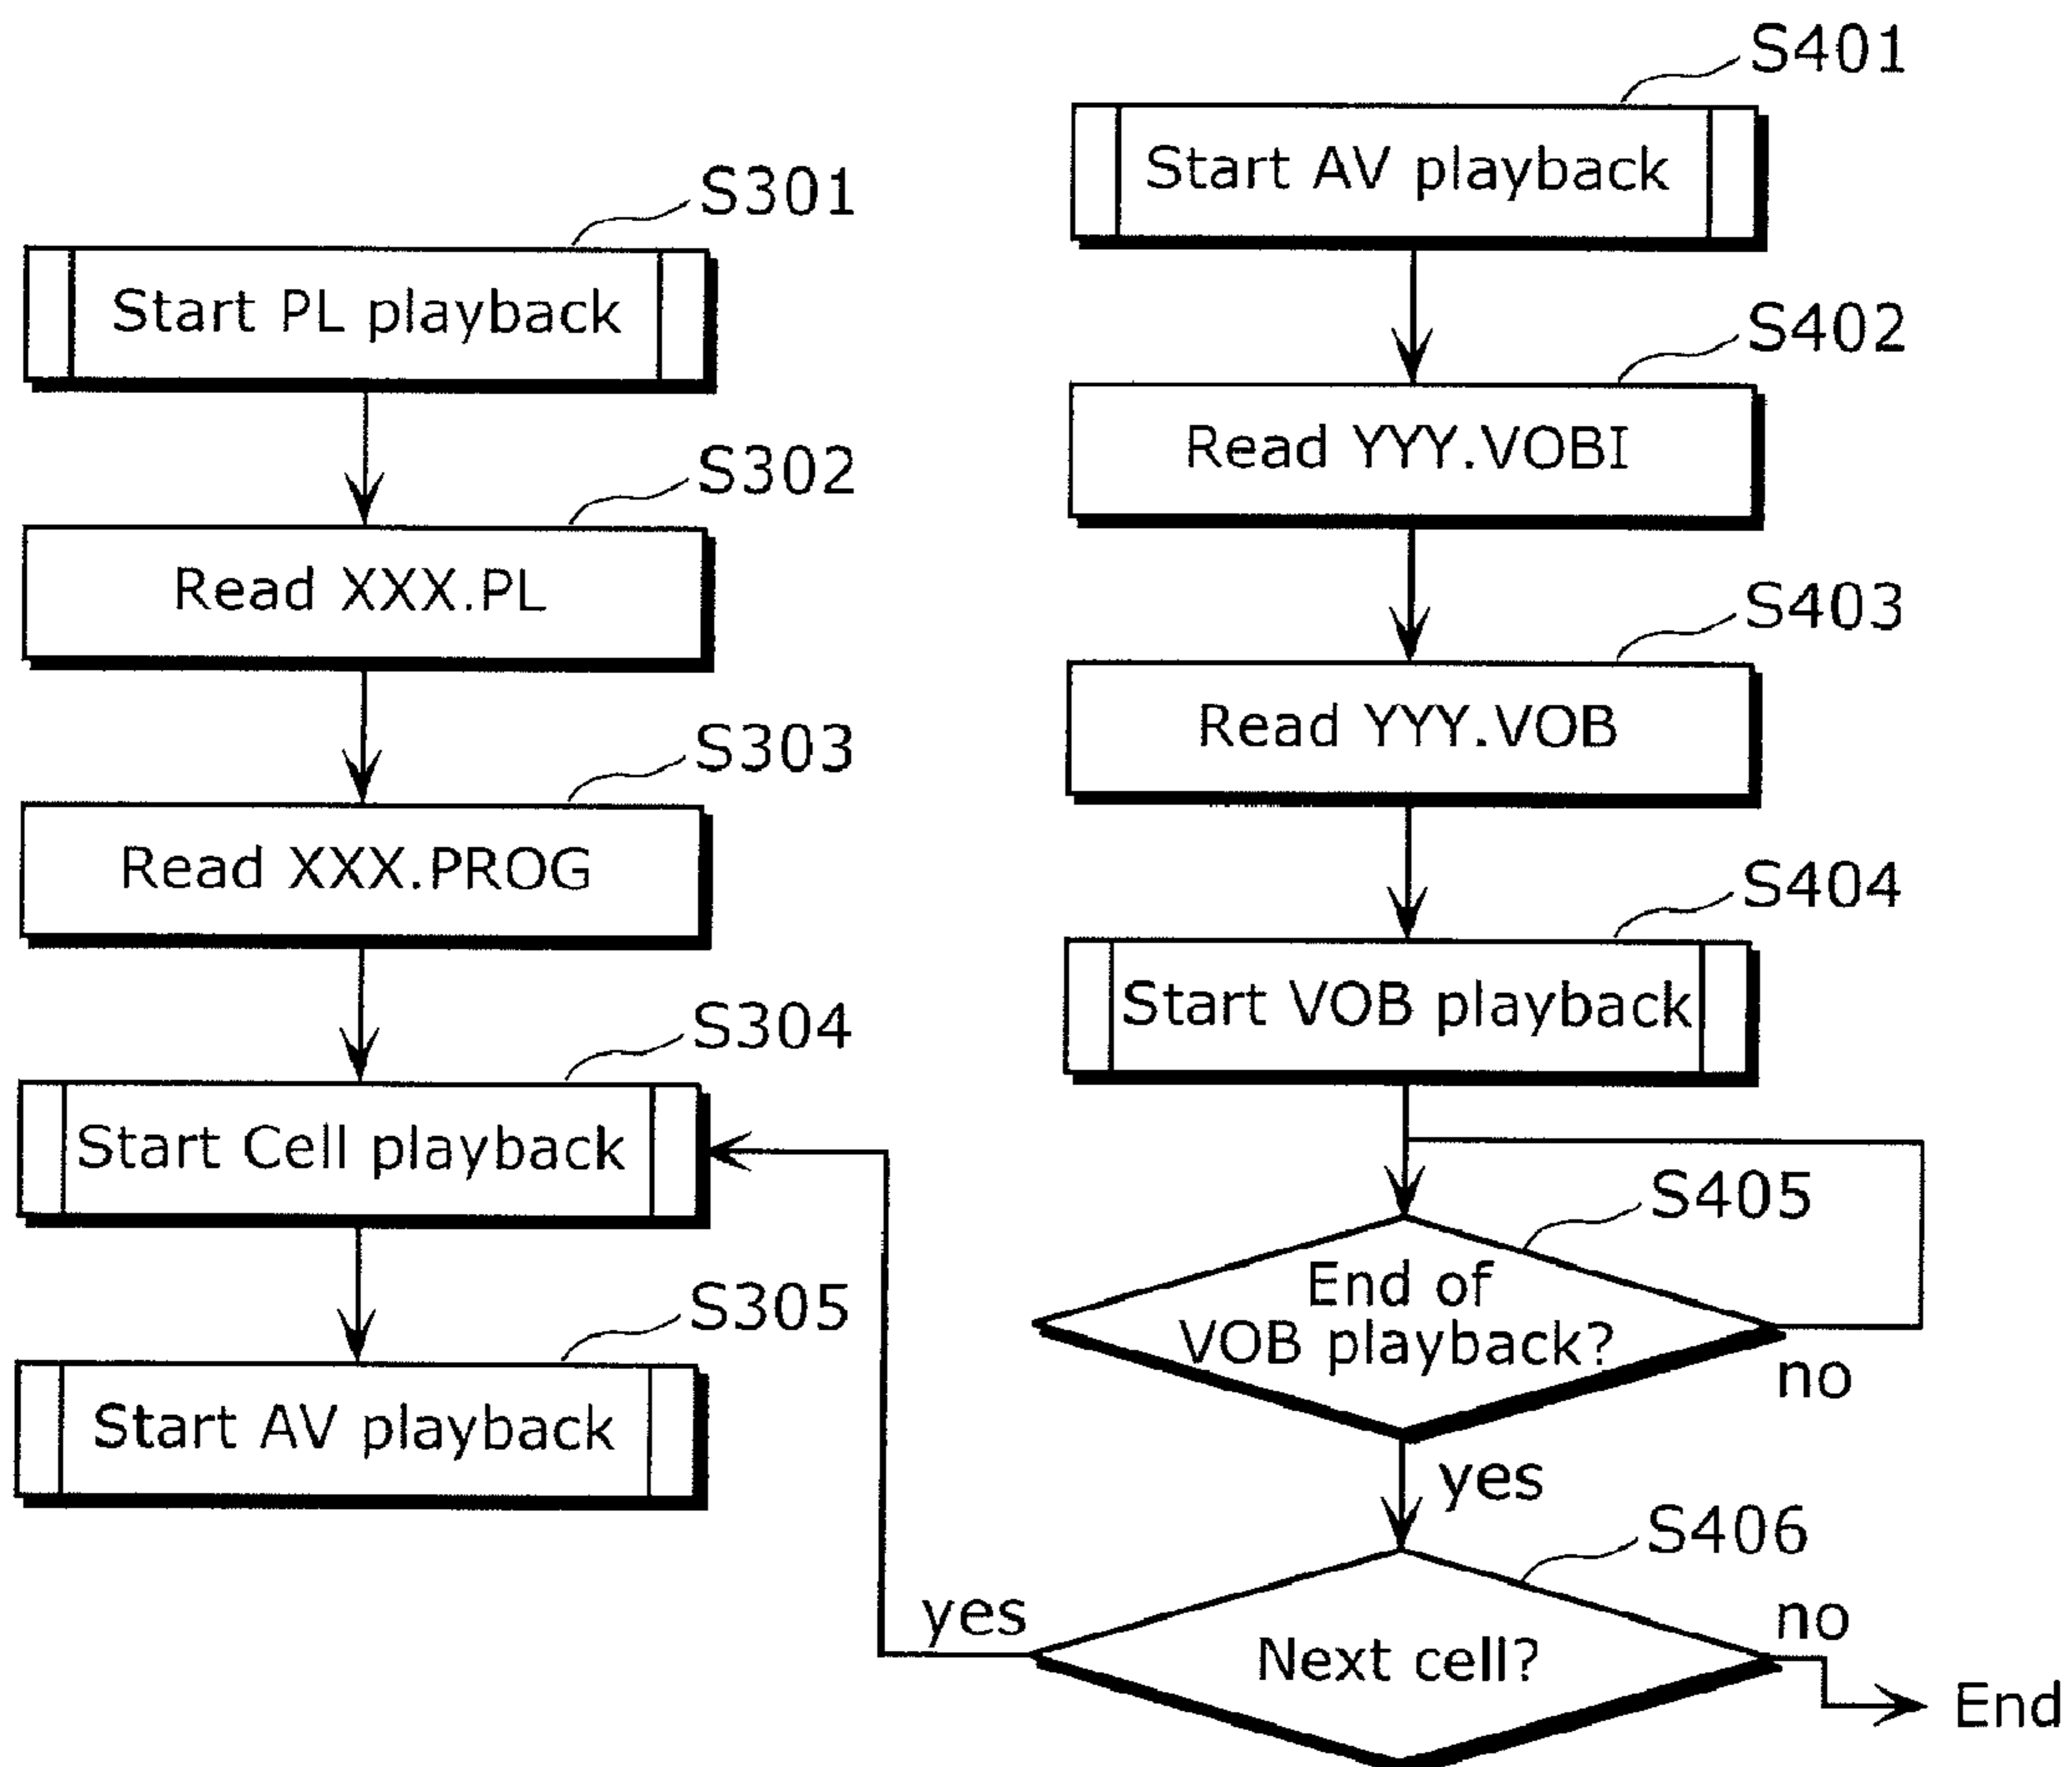 S301
Start PL playback
S302
Read XXX.PL
S303
Read XXX.PROG
S304
Start Cell playback
S305
Start AV playback
S401
Start AV playback
S402
Read YYY.VOBI
S403
Read YYY.VOB
S404
Start VOB playback
S405
End of
VOB playback?
no
yes
S406
Next cell?
yes
no
End